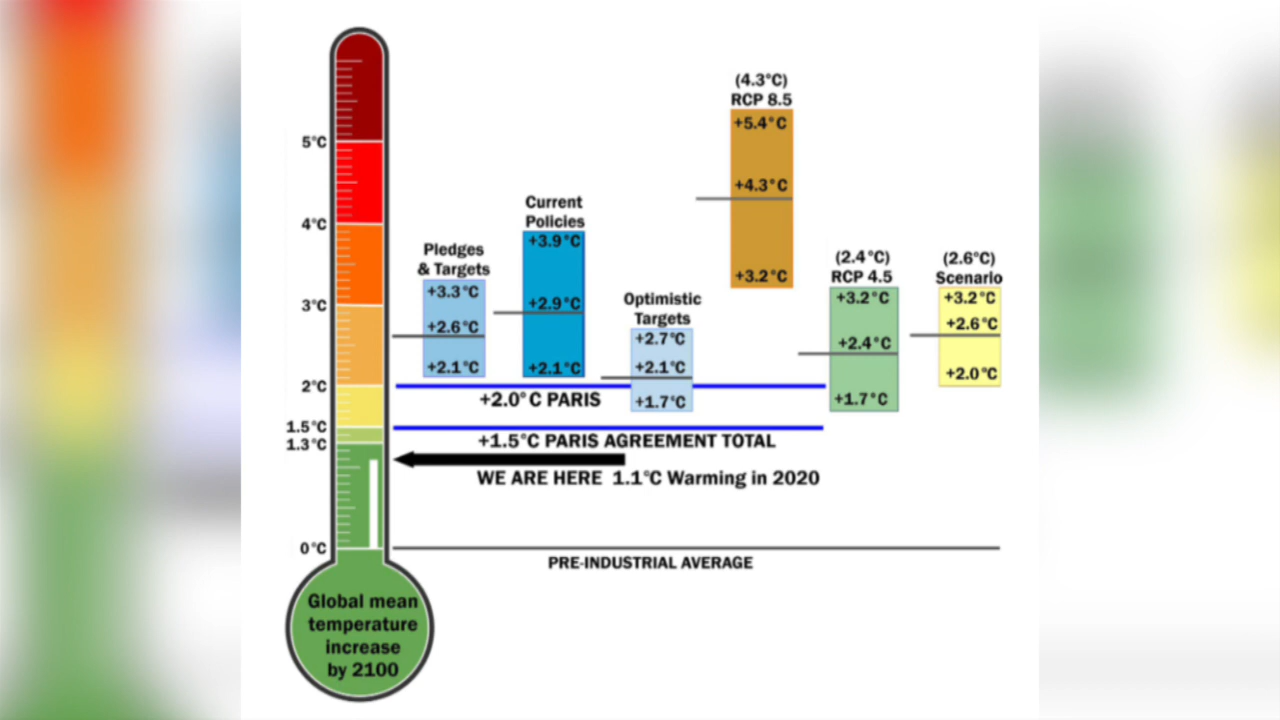 (4.3°C)
RCP 8.5
+5.4°C
+4.3°C
+3.2°C
5°C
4°C
3°C
2°C
1.5°C
1.3°C
0°C
Current
Policies
+3.9°C
+2.9°C
+2.1°C
Pledges
& Targets
+3.3°C
+2.6°C
+2.1°C
Optimistic
Targets
+2.7°C
+2.1°C
+1.7°C
(2.4°C)
RCP 4.5
+3.2°C
+2.4°C
+1.7°C
(2.6°C)
Scenario
+3.2°C
+2.6°C
+2.0°C
+2.0°C PARIS
+1.5°C PARIS AGREEMENT TOTAL
WE ARE HERE 1.1°C Warming in 2020
PRE-INDUSTRIAL AVERAGE
Global mean
temperature
increase
by 2100